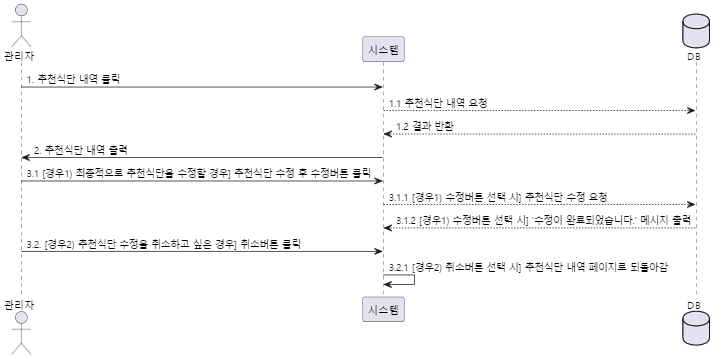 관리자
시스템
DB
1. 추천식단 내역 클릭
1.1 추천식단 내역 요청
1.2 결과 반환
2. 추천식단 내역 출력
3.1 [경우1) 최종적으로 추천식단을 수정할 경우] 추천식단 수정 후 수정버튼 클릭
3.1.1 [경우1) 수정버튼 선택 시] 추천식단 수정 요청
3.1.2 [경우1) 수정버튼 선택 시] '수정이 완료되었습니다.' 메시지 출력
3.2. [경우2) 추천식단 수정을 취소하고 싶은 경우] 취소버튼 클릭
3.2.1 [경우2) 취소버튼 선택 시] 추천식단 내역 페이지로 되돌아감
관리자
시스템
DB